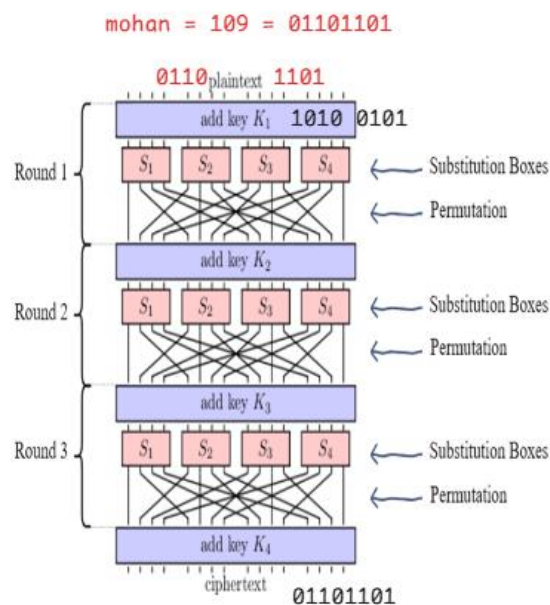 mohan = 109 = 01101101
0110 plaintext 1101
add key K₁ 1010 0101
Round 1
S₁ S₂ S₃ S₄
Substitution Boxes
Permutation
add key K₂
Round 2
S₁ S₂ S₃ S₄
Substitution Boxes
Permutation
add key K₃
Round 3
S₁ S₂ S₃ S₄
Substitution Boxes
Permutation
add key K₄
ciphertext
01101101